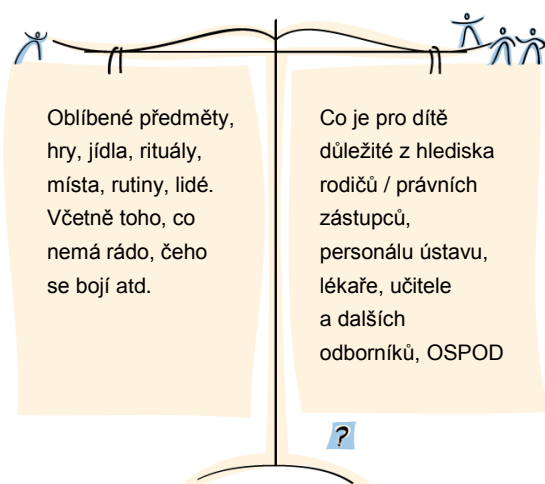 Oblíbené předměty,
hry, jídla, rituály,
místa, rutiny, lidé.
Včetně toho, co
nemá rádo, čeho
se bojí atd.
Co je pro dítě
důležité z hlediska
rodičů / právních
zástupců,
personálu ústavu,
lékaře, učitele
a dalších
odborníků, OSPOD
?